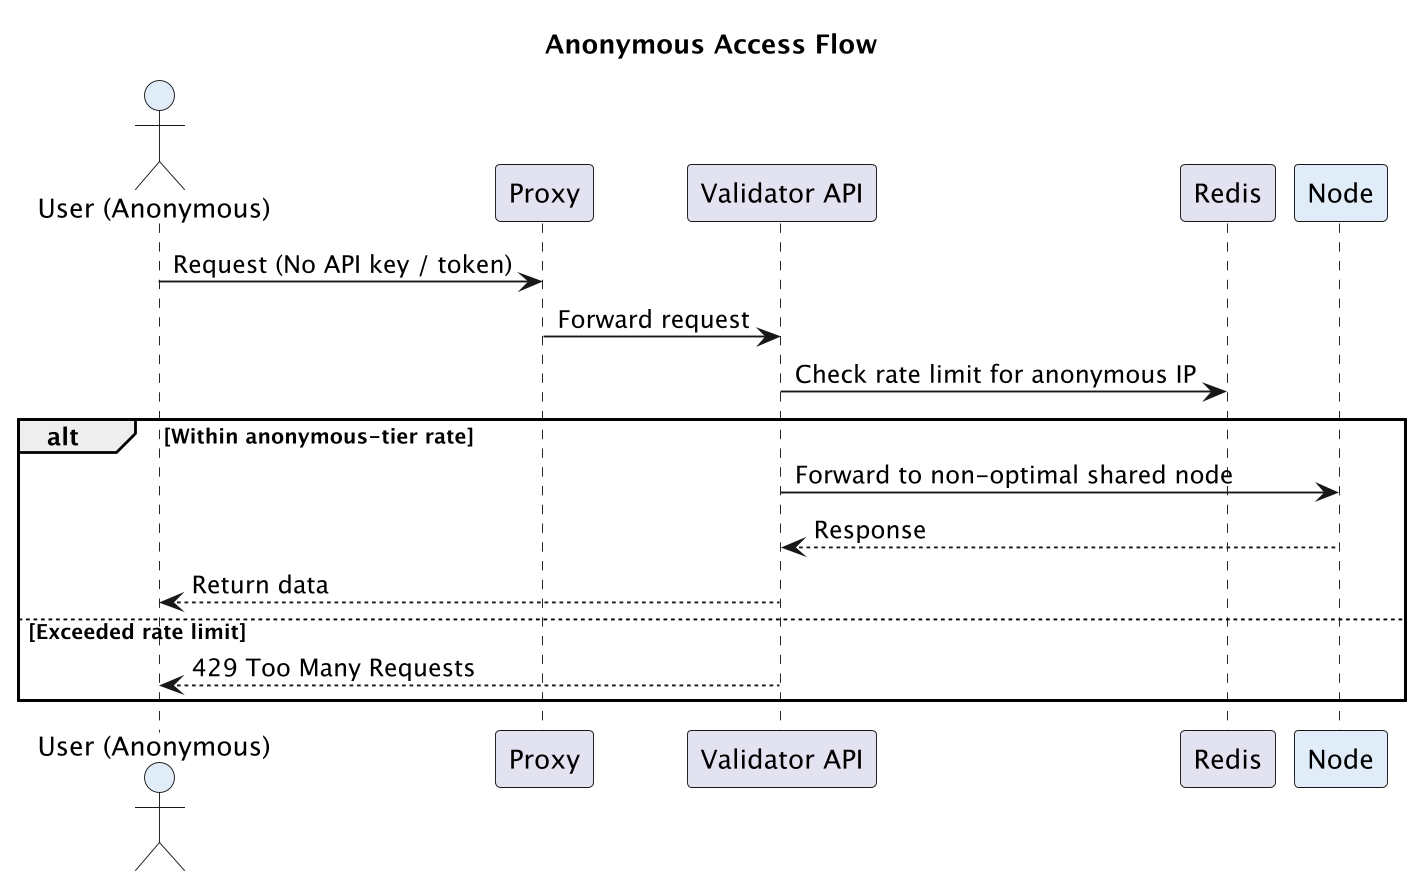 Anonymous Access Flow
User (Anonymous)
Proxy
Validator API
Redis
Node
Request (No API key / token)
Forward request
Check rate limit for anonymous IP
alt
[Within anonymous-tier rate]
Forward to non-optimal shared node
Response
Return data
[Exceeded rate limit]
429 Too Many Requests
User (Anonymous)
Proxy
Validator API
Redis
Node